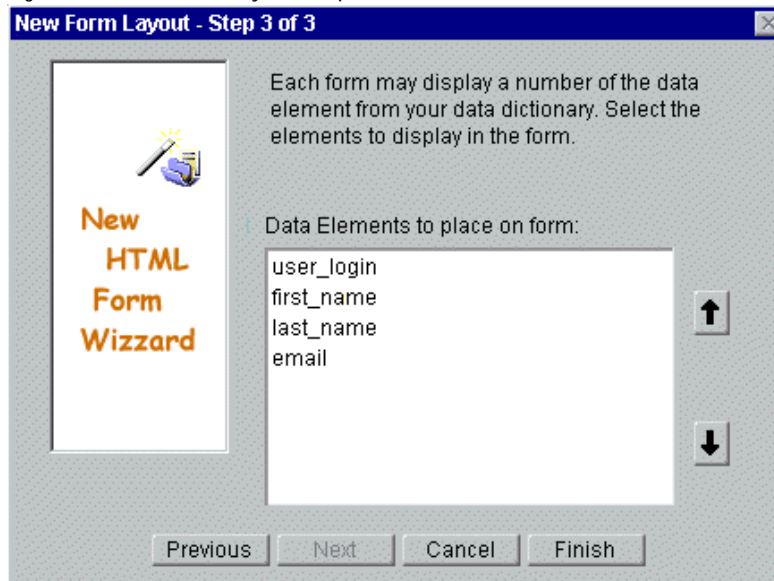 New Form Layout - Step 3 of 3
Each form may display a number of the data
element from your data dictionary. Select the
elements to display in the form.
New
HTML
Form
Wizzard
Data Elements to place on form:
user_login
first_name
last_name
email
Previous
Next
Cancel
Finish